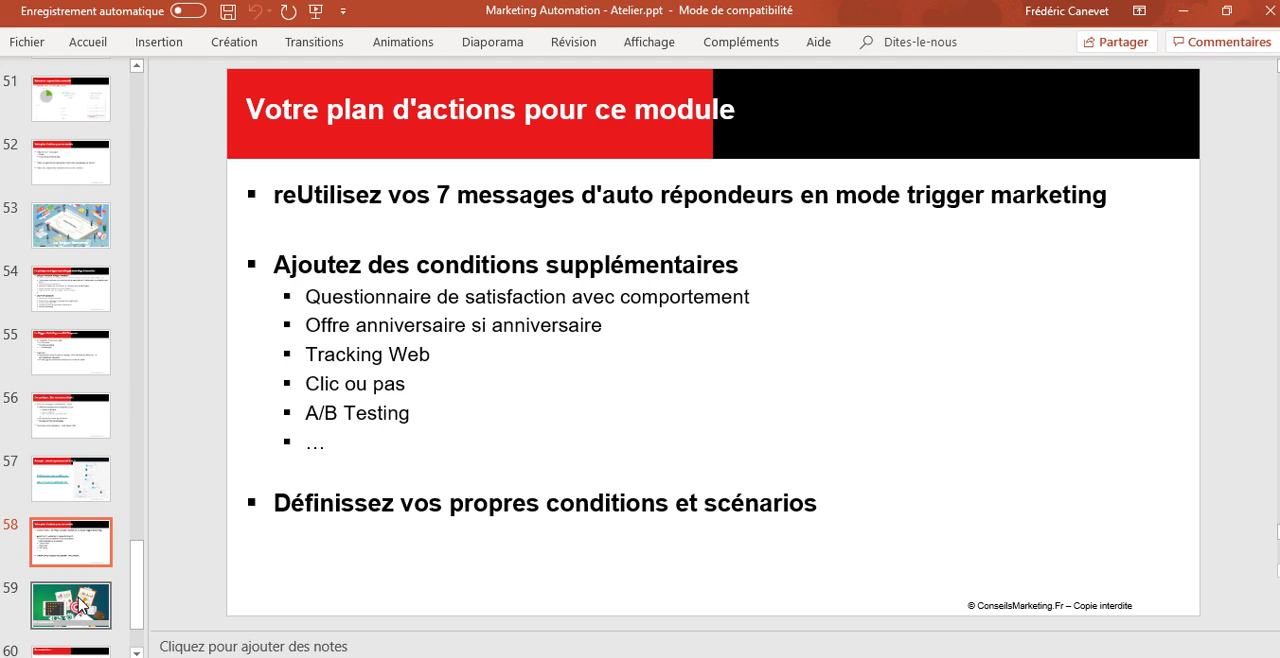 Enregistrement automatique
Marketing Automation - Atelier.ppt - Mode de compatibilité
Frédéric Canevet
Fichier Accueil Insertion Création Transitions Animations Diaporama Révision Affichage Compléments Aide Dites-le-nous Partager Commentaires
51
52
53
54
55
56
57
58
59
60
Votre plan d'actions pour ce module
reUtilisez vos 7 messages d'auto répondeurs en mode trigger marketing
Ajoutez des conditions supplémentaires
Questionnaire de satisfaction avec comportement
Offre anniversaire si anniversaire
Tracking Web
Clic ou pas
A/B Testing
…
Définissez vos propres conditions et scénarios
© ConseilsMarketing.Fr – Copie interdite
Cliquez pour ajouter des notes